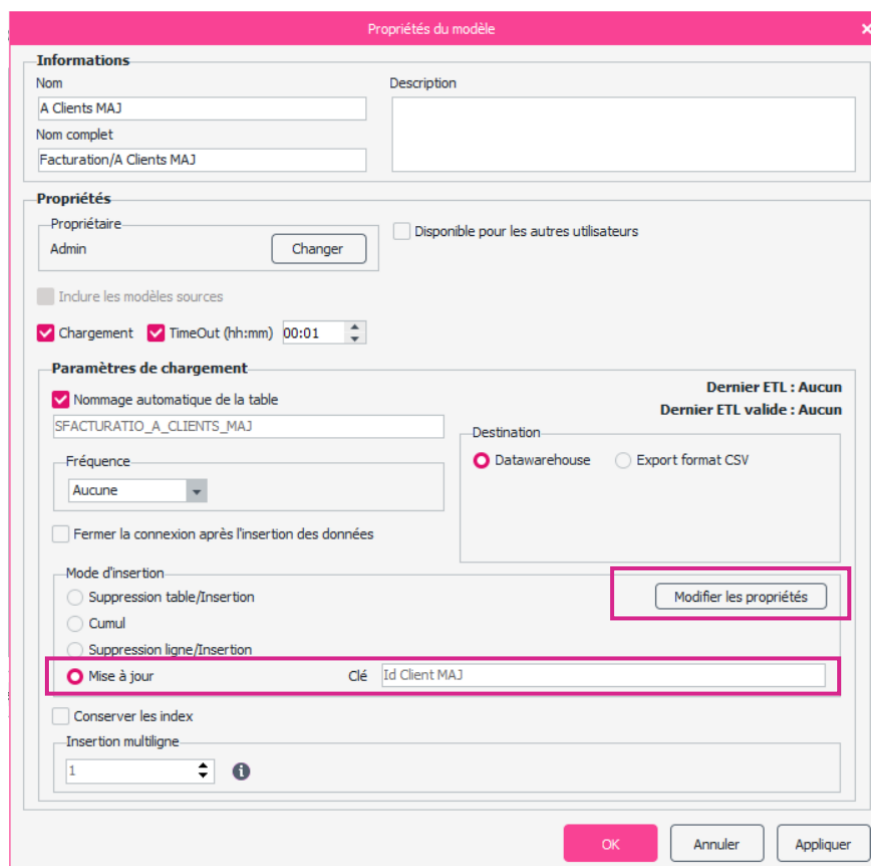 Propriétés du modèle
Informations
Nom
Description
A Clients MAJ
Nom complet
Facturation/A Clients MAJ
Propriétés
Propriétaire
Admin
Changer
Disponible pour les autres utilisateurs
Inclure les modèles sources
Chargement
TimeOut (hh:mm)
00:01
Paramètres de chargement
Dernier ETL : Aucun
Nommage automatique de la table
Dernier ETL valide : Aucun
SFACTURATIO_A_CLIENTS_MAJ
Destination
Datawarehouse
Export format CSV
Fréquence
Aucune
Fermer la connexion après l'insertion des données
Mode d'insertion
Suppression table/Insertion
Modifier les propriétés
Cumul
Suppression ligne/Insertion
Mise à jour
Clé
Id Client MAJ
Conserver les index
Insertion multiligne
1
OK
Annuler
Appliquer